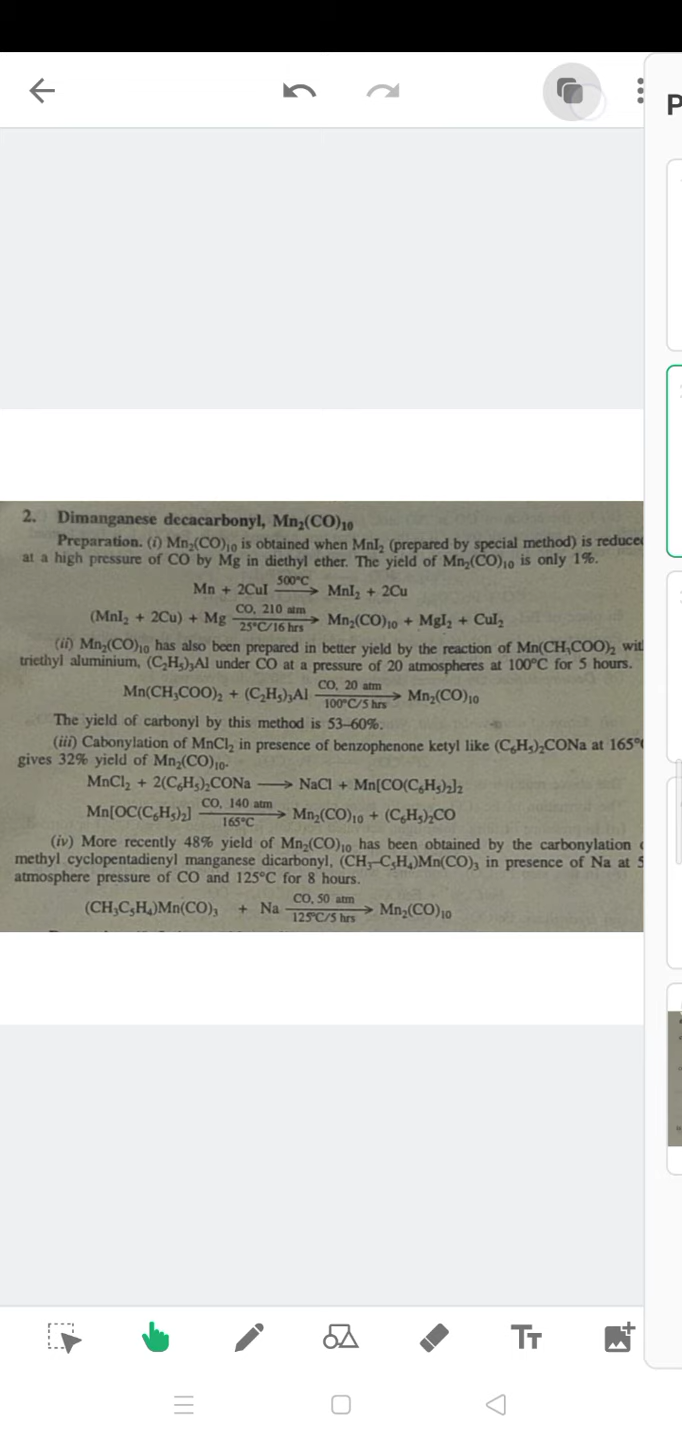 P
2. Dimanganese decacarbonyl, Mn₂(CO)₁₀
Preparation. (i) Mn₂(CO)₁₀ is obtained when MnI₂ (prepared by special method) is reduce
at a high pressure of CO by Mg in diethyl ether. The yield of Mn₂(CO)₁₀ is only 1%.
Mn + 2CuI 500°C ⟶ MnI₂ + 2Cu
(MnI₂ + 2Cu) + Mg CO, 210 atm / 25°C/16 hrs ⟶ Mn₂(CO)₁₀ + MgI₂ + CuI₂
(ii) Mn₂(CO)₁₀ has also been prepared in better yield by the reaction of Mn(CH₃COO)₂ wit
triethyl aluminium, (C₂H₅)₃Al under CO at a pressure of 20 atmospheres at 100°C for 5 hours.
Mn(CH₃COO)₂ + (C₂H₅)₃Al CO, 20 atm / 100°C/5 hrs ⟶ Mn₂(CO)₁₀
The yield of carbonyl by this method is 53–60%.
(iii) Cabonylation of MnCl₂ in presence of benzophenone ketyl like (C₆H₅)₂CONa at 165°
gives 32% yield of Mn₂(CO)₁₀.
MnCl₂ + 2(C₆H₅)₂CONa ⟶ NaCl + Mn[CO(C₆H₅)₂]₂
Mn[OC(C₆H₅)₂] CO, 140 atm / 165°C ⟶ Mn₂(CO)₁₀ + (C₆H₅)₂CO
(iv) More recently 48% yield of Mn₂(CO)₁₀ has been obtained by the carbonylation
methyl cyclopentadienyl manganese dicarbonyl, (CH₃–C₅H₄)Mn(CO)₃ in presence of Na at 5
atmosphere pressure of CO and 125°C for 8 hours.
(CH₃C₅H₄)Mn(CO)₃ + Na CO, 50 atm / 125°C/5 hrs ⟶ Mn₂(CO)₁₀
TT